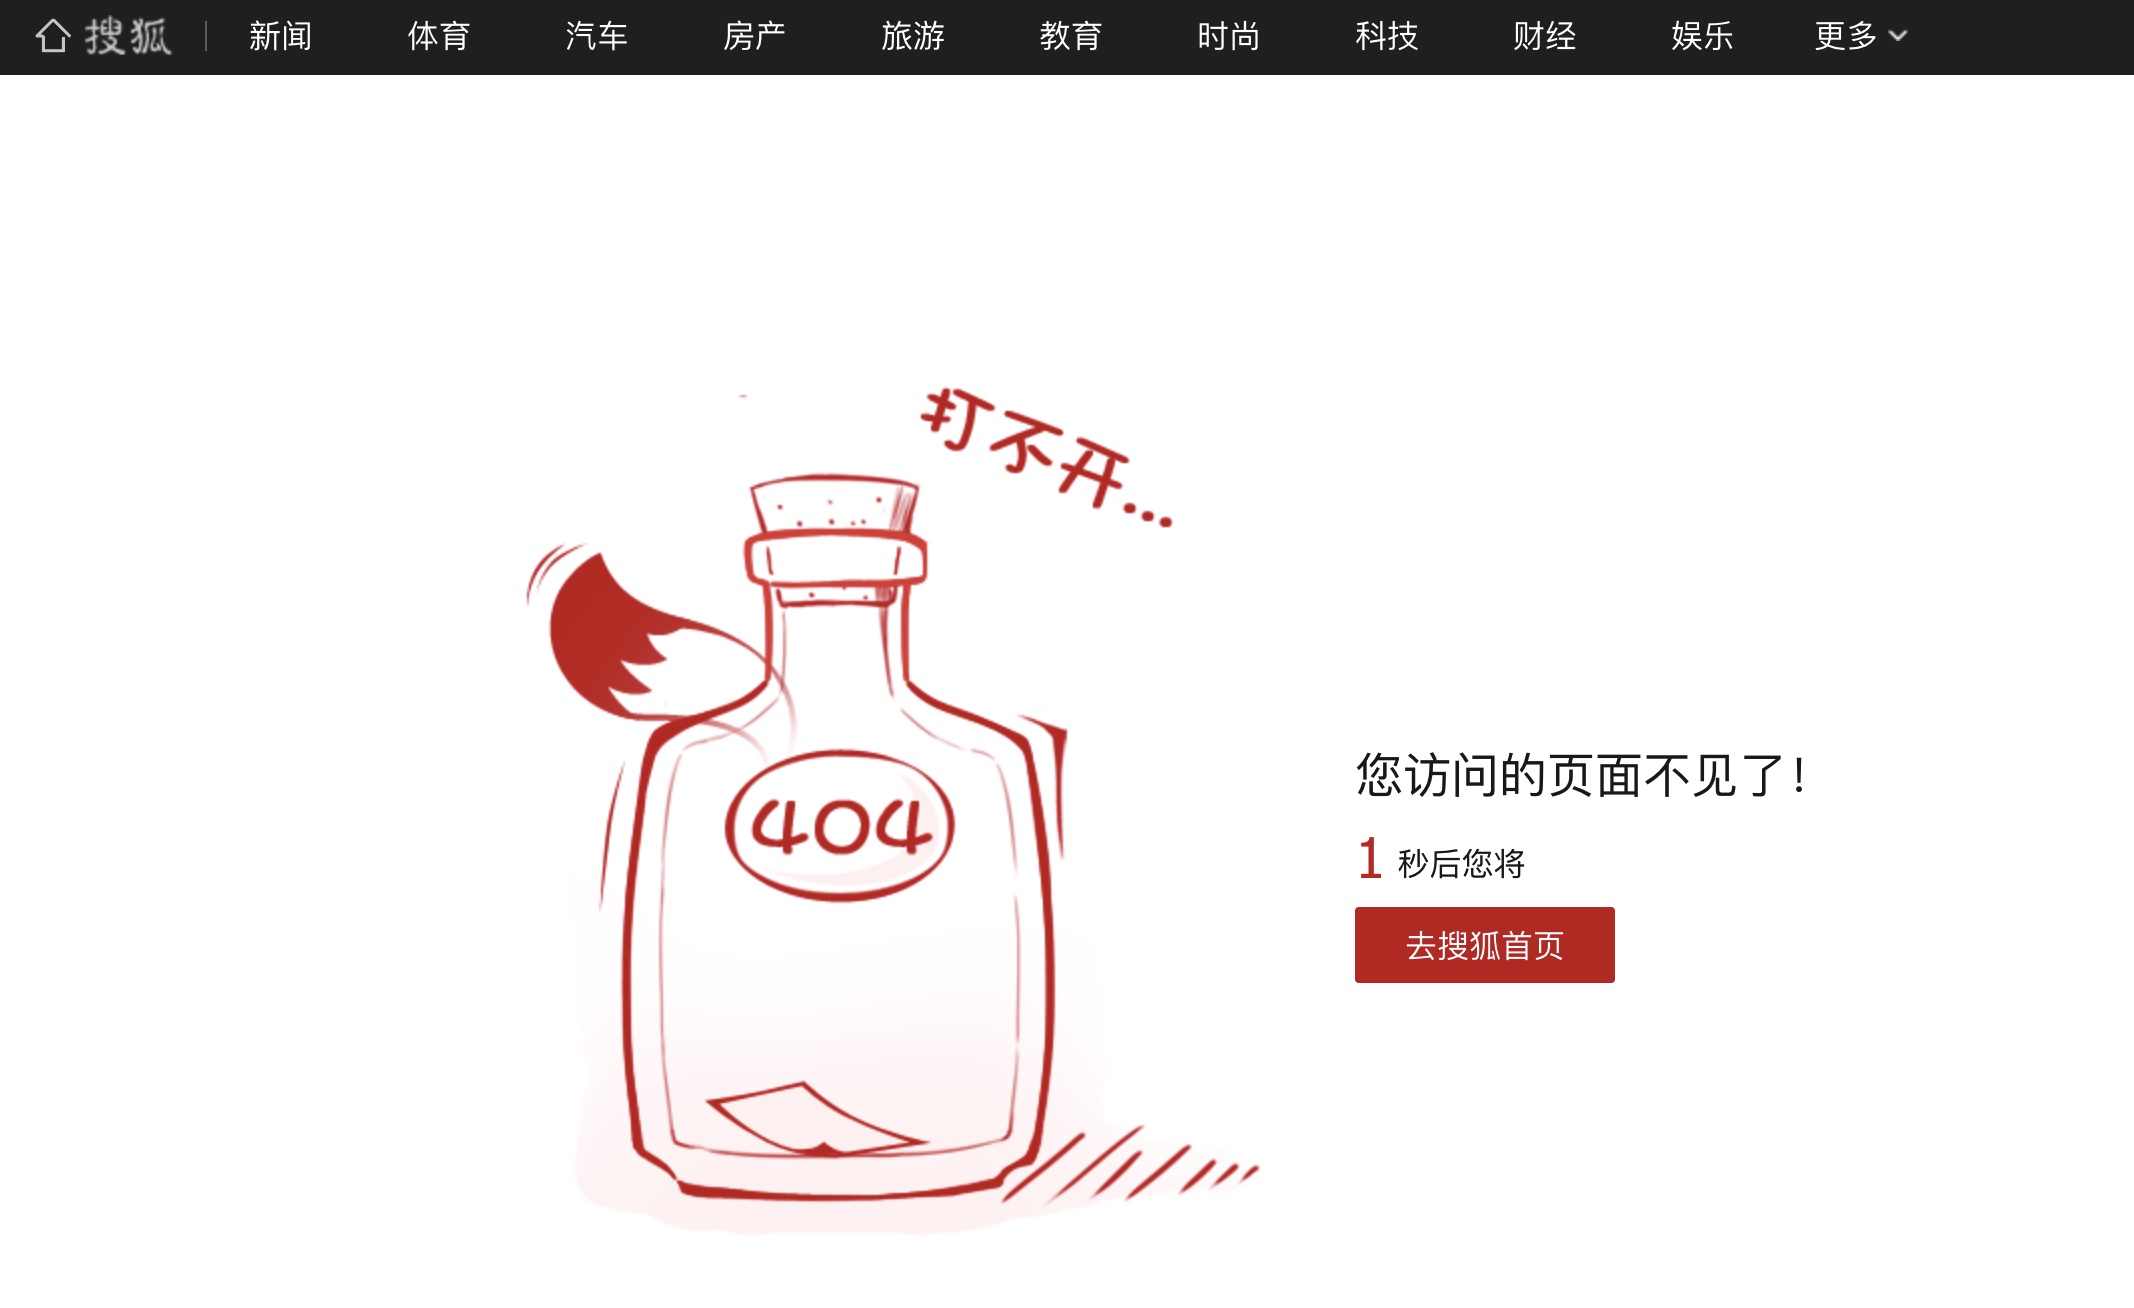 搜狐 新闻 体育 汽车 房产 旅游 教育 时尚 科技 财经 娱乐 更多
打不开...
404
您访问的页面不见了！
1 秒后您将
去搜狐首页